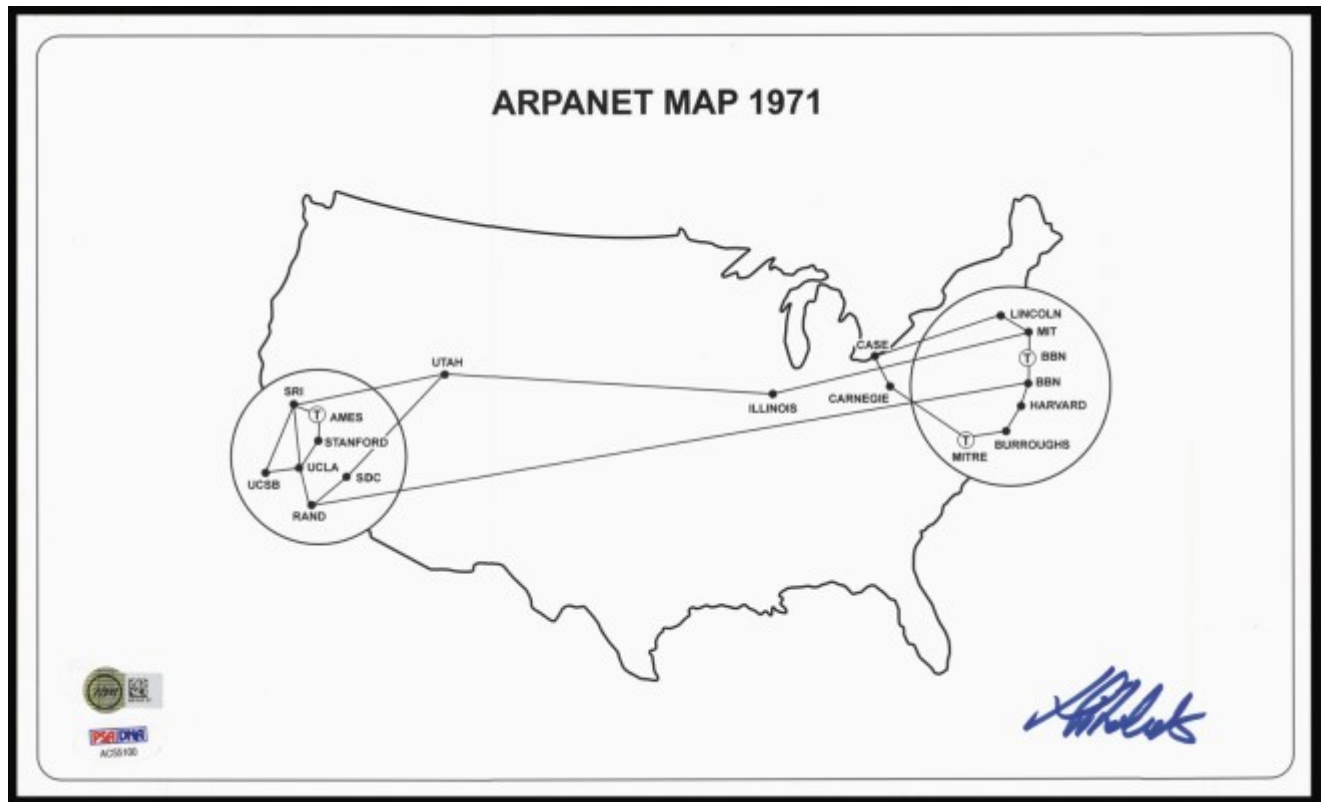 ARPANET MAP 1971
LINCOLN
MIT
CASE
T BBN
UTAH
BBN
SRI
CARNEGIE
ILLINOIS
HARVARD
T AMES
STANFORD
BURROUGHS
T
MITRE
UCLA
SDC
UCSB
RAND
PSA/DNA
AC55100